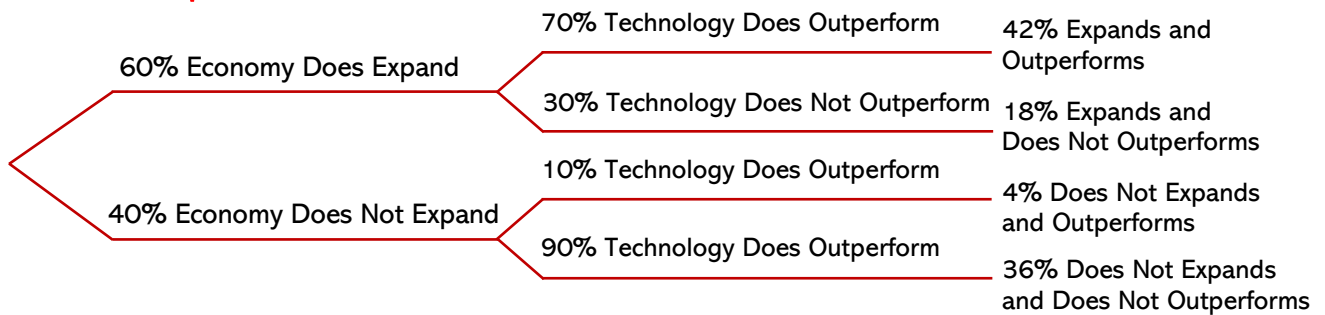 60% Economy Does Expand
40% Economy Does Not Expand
70% Technology Does Outperform
30% Technology Does Not Outperform
10% Technology Does Outperform
90% Technology Does Outperform
42% Expands and
Outperforms
18% Expands and
Does Not Outperforms
4% Does Not Expands
and Outperforms
36% Does Not Expands
and Does Not Outperforms